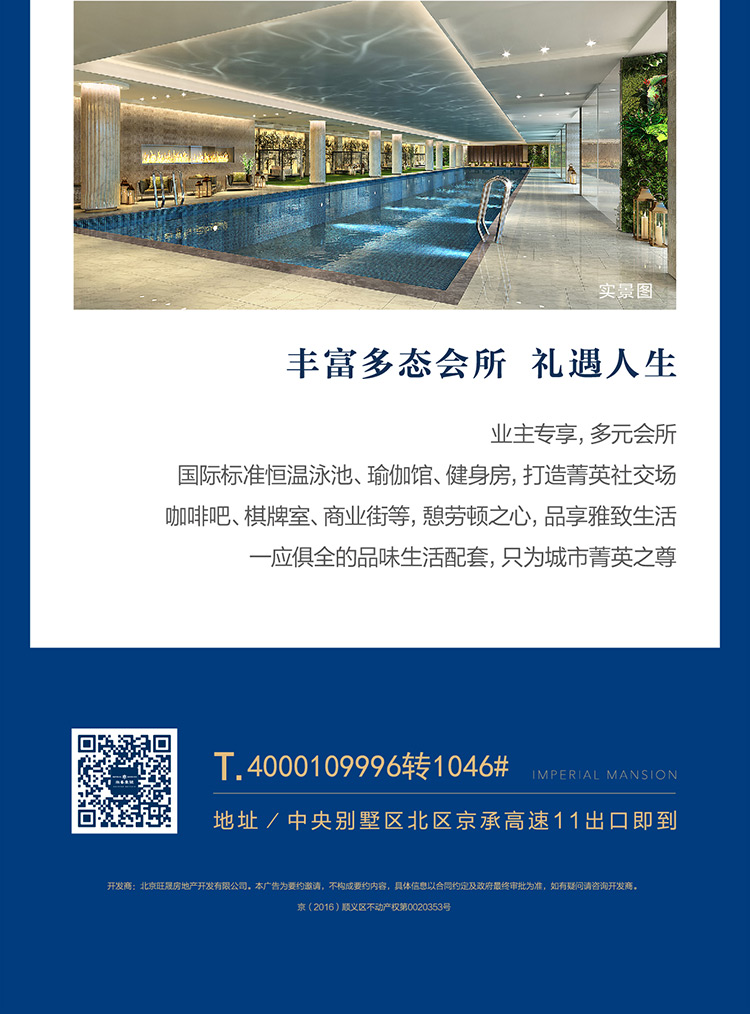 实景图
丰富多态会所 礼遇人生
业主专享, 多元会所
国际标准恒温泳池、瑜伽馆、健身房, 打造菁英社交场
咖啡吧、棋牌室、商业街等, 憩劳顿之心, 品享雅致生活
一应俱全的品味生活配套, 只为城市菁英之尊
T.4000109996转1046#
IMPERIAL MANSION
地址／中央别墅区北区京承高速11出口即到
开发商：北京旺晟房地产开发有限公司。本广告为要约邀请，不构成要约内容，具体信息以合同约定及政府最终审批为准，如有疑问请咨询开发商。
京（2016）顺义区不动产权第0020353号